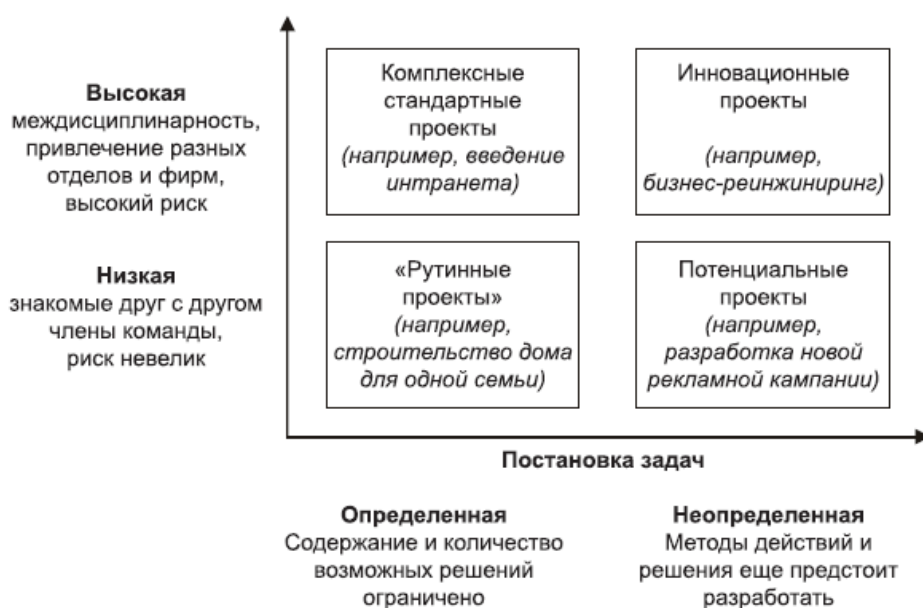 Высокая
междисциплинарность,
привлечение разных
отделов и фирм,
высокий риск
Комплексные
стандартные
проекты
(например, введение
интранета)
Инновационные
проекты
(например,
бизнес-реинжиниринг)
Низкая
знакомые друг с другом
члены команды,
риск невелик
«Рутинные
проекты»
(например,
строительство дома
для одной семьи)
Потенциальные
проекты
(например,
разработка новой
рекламной кампании)
Постановка задач
Определенная
Содержание и количество
возможных решений
ограничено
Неопределенная
Методы действий и
решения еще предстоит
разработать